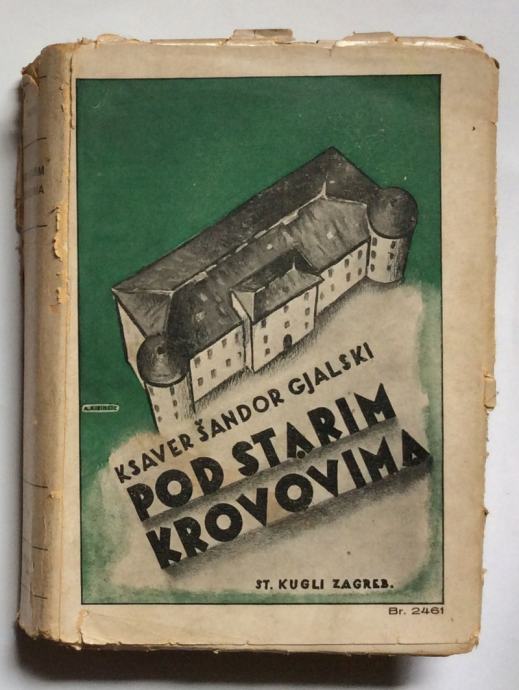 KSAVER ŠANDOR GJALSKI
POD STARIM
KROVOVIMA
ST. KUGLI ZAGREB.
Br. 2461